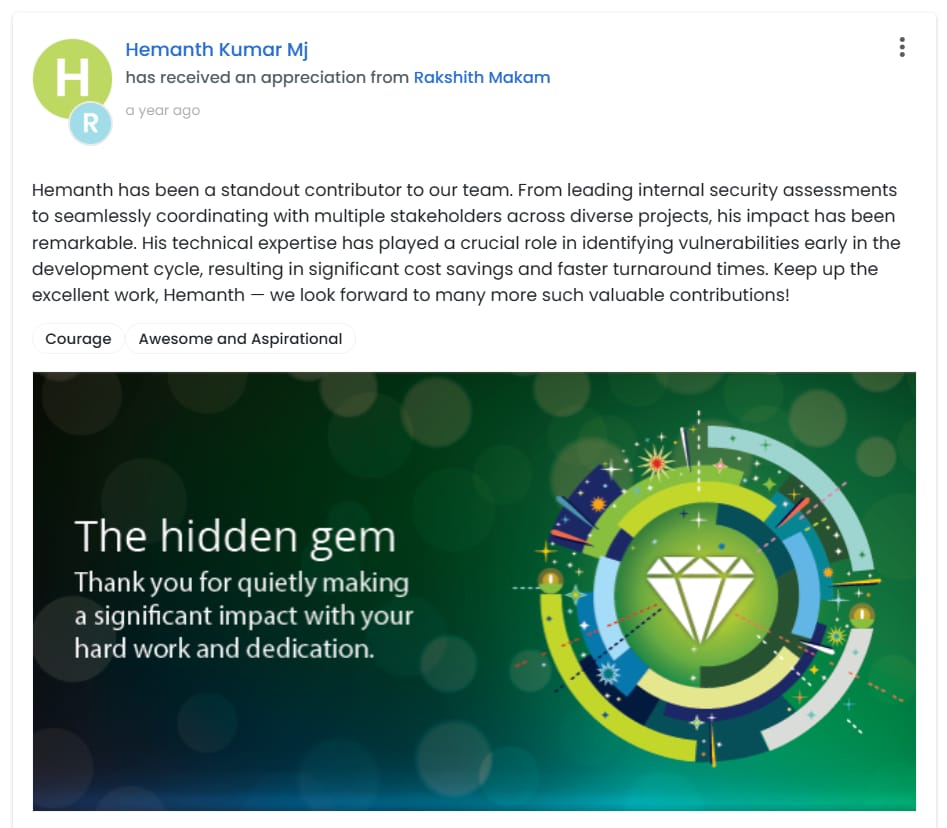 H
R
Hemanth Kumar Mj
has received an appreciation from Rakshith Makam
a year ago
Hemanth has been a standout contributor to our team. From leading internal security assessments
to seamlessly coordinating with multiple stakeholders across diverse projects, his impact has been
remarkable. His technical expertise has played a crucial role in identifying vulnerabilities early in the
development cycle, resulting in significant cost savings and faster turnaround times. Keep up the
excellent work, Hemanth — we look forward to many more such valuable contributions!
Courage Awesome and Aspirational
The hidden gem
Thank you for quietly making
a significant impact with your
hard work and dedication.